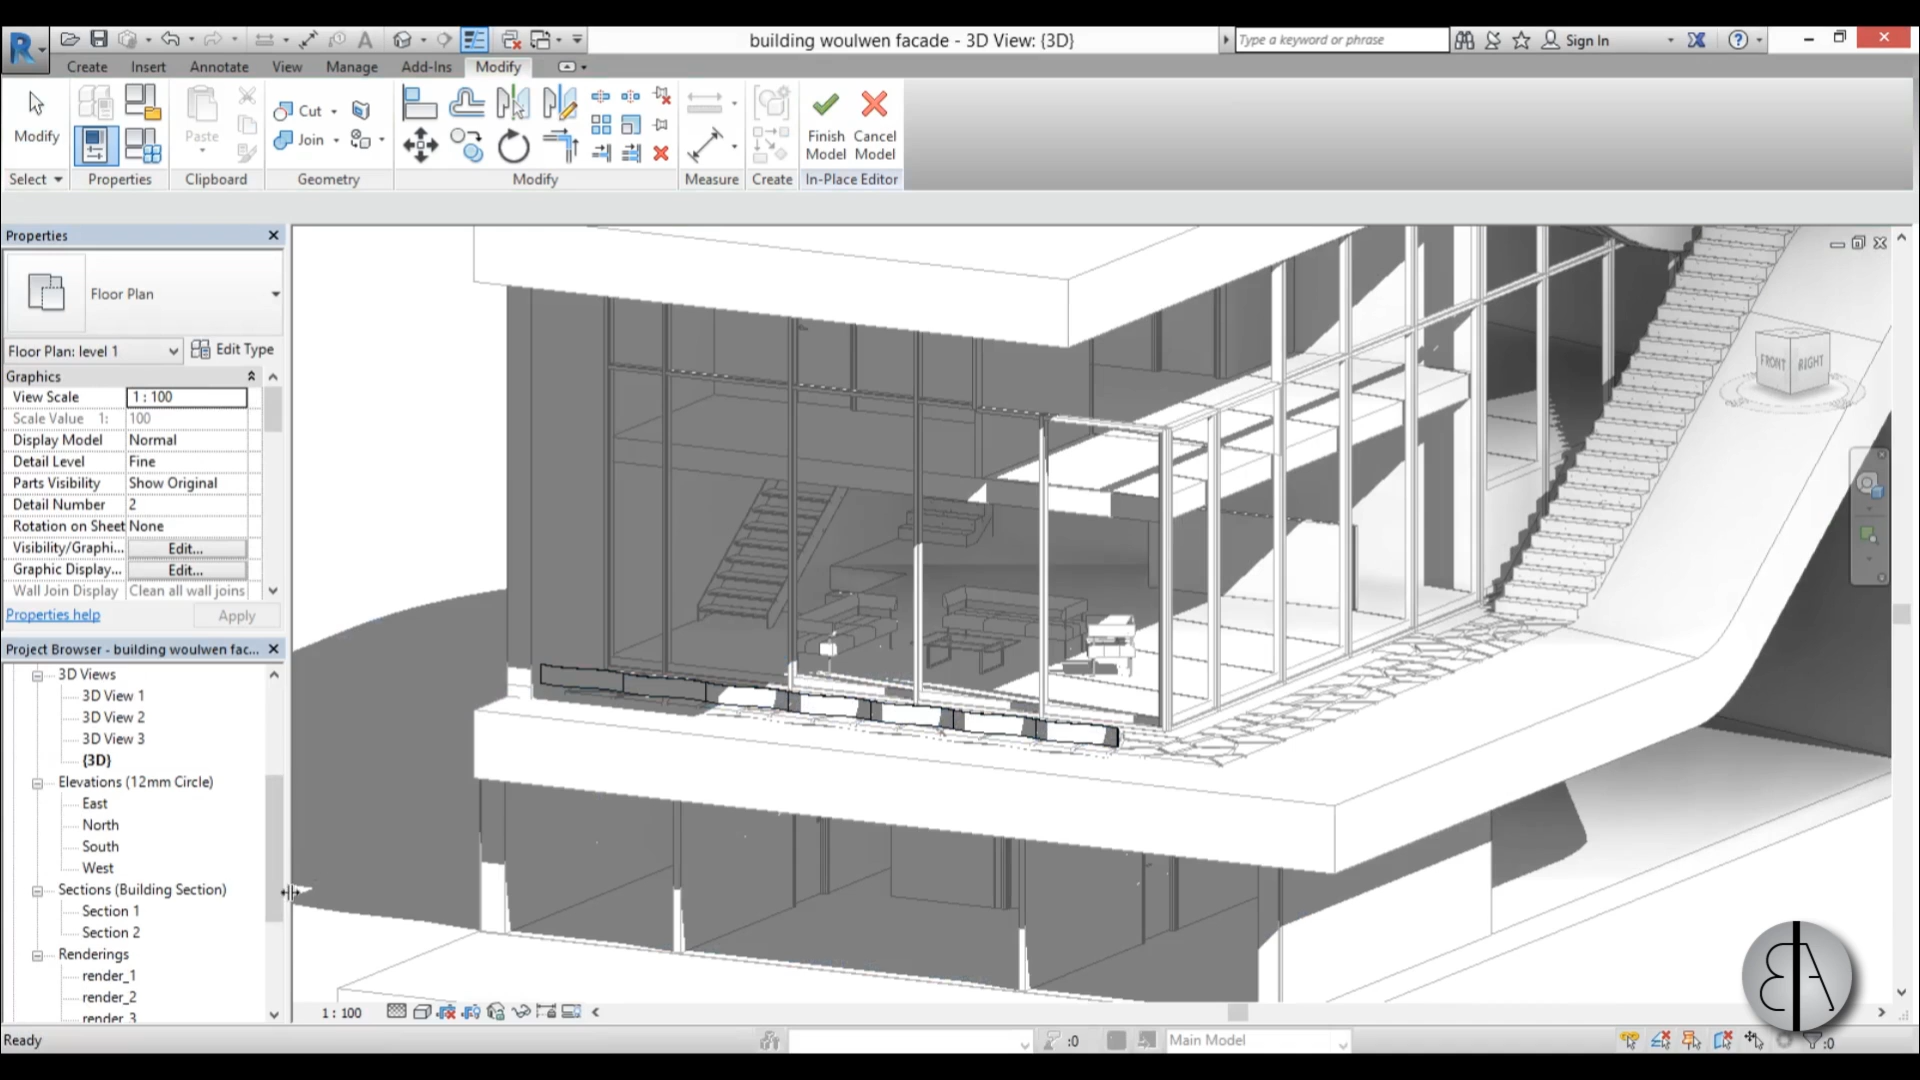 building woulwen facade - 3D View: {3D}
Type a keyword or phrase
Sign In
Create Insert Annotate View Manage Add-Ins Modify
Modify
Paste
Cut
Join
Finish Model
Cancel Model
Select Properties Clipboard Geometry Modify Measure Create In-Place Editor
Properties
Floor Plan
Floor Plan: level 1
Edit Type
Graphics
View Scale 1 : 100
Scale Value 1: 100
Display Model Normal
Detail Level Fine
Parts Visibility Show Original
Detail Number 2
Rotation on Sheet None
Visibility/Graphi... Edit...
Graphic Display... Edit...
Wall Join Display Clean all wall joins
Properties help
Apply
Project Browser - building woulwen fac...
3D Views
3D View 1
3D View 2
3D View 3
{3D}
Elevations (12mm Circle)
East
North
South
West
Sections (Building Section)
Section 1
Section 2
Renderings
render_1
render_2
render_3
FRONT
RIGHT
1 : 100
Ready
:0
Main Model
:0